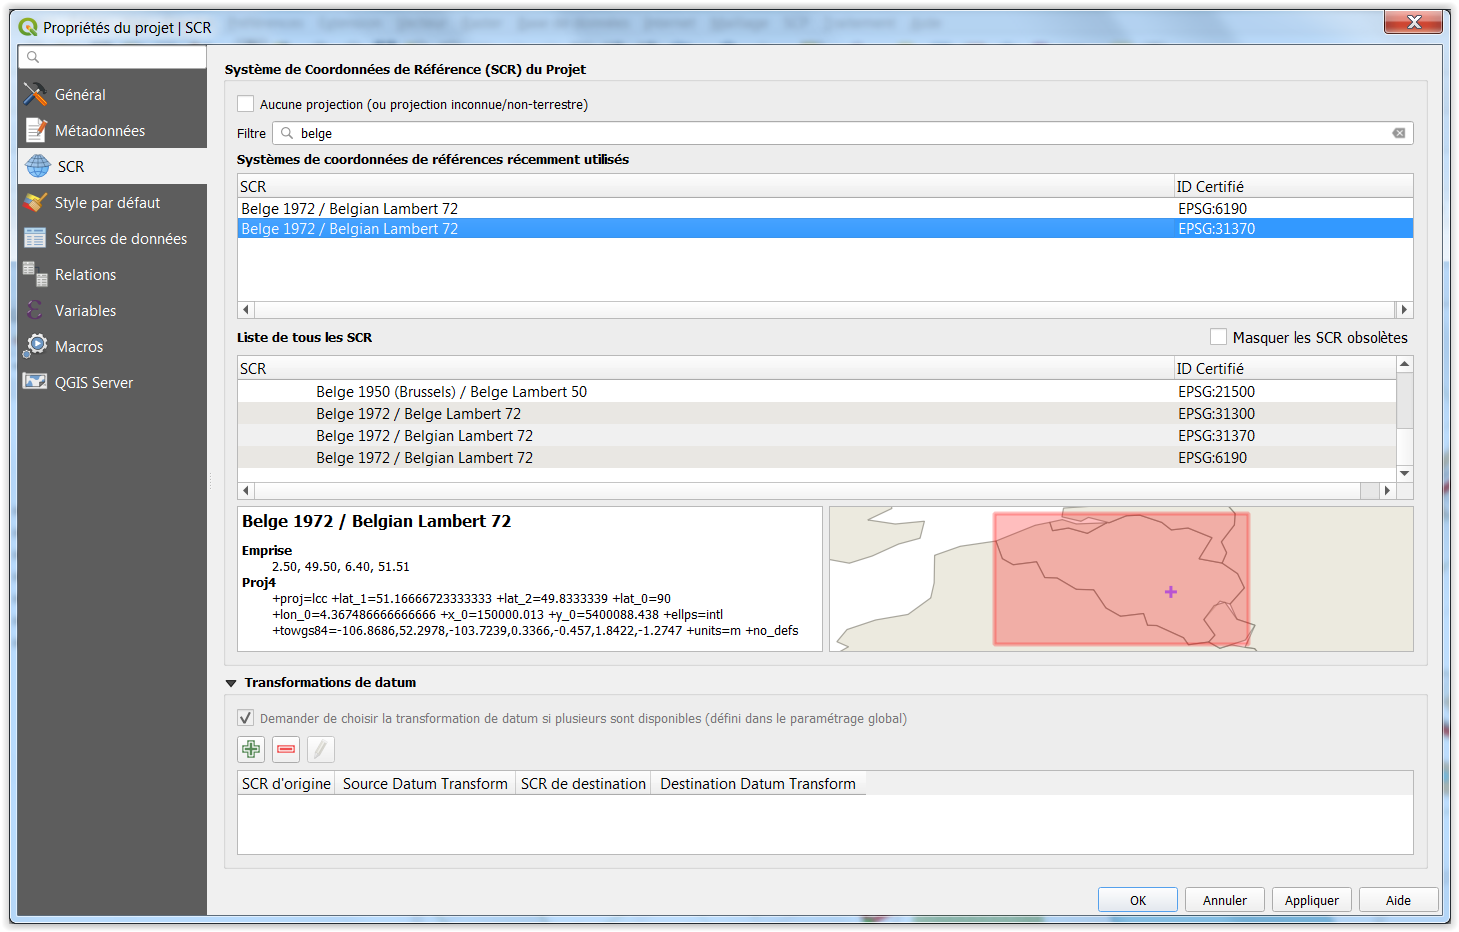 Propriétés du projet | SCR
Général
Métadonnées
SCR
Style par défaut
Sources de données
Relations
Variables
Macros
QGIS Server
Système de Coordonnées de Référence (SCR) du Projet
Aucune projection (ou projection inconnue/non-terrestre)
Filtre belge
Systèmes de coordonnées de références récemment utilisés
SCR ID Certifié
Belge 1972 / Belgian Lambert 72 EPSG:6190
Belge 1972 / Belgian Lambert 72 EPSG:31370
Liste de tous les SCR Masquer les SCR obsolètes
SCR ID Certifié
Belge 1950 (Brussels) / Belge Lambert 50 EPSG:21500
Belge 1972 / Belge Lambert 72 EPSG:31300
Belge 1972 / Belgian Lambert 72 EPSG:31370
Belge 1972 / Belgian Lambert 72 EPSG:6190
Belge 1972 / Belgian Lambert 72
Emprise
2.50, 49.50, 6.40, 51.51
Proj4
+proj=lcc +lat_1=51.16666723333333 +lat_2=49.8333339 +lat_0=90
+lon_0=4.367486666666666 +x_0=150000.013 +y_0=5400088.438 +ellps=intl
+towgs84=-106.8686,52.2978,-103.7239,0.3366,-0.457,1.8422,-1.2747 +units=m +no_defs
Transformations de datum
Demander de choisir la transformation de datum si plusieurs sont disponibles (défini dans le paramétrage global)
SCR d'origine Source Datum Transform SCR de destination Destination Datum Transform
OK Annuler Appliquer Aide